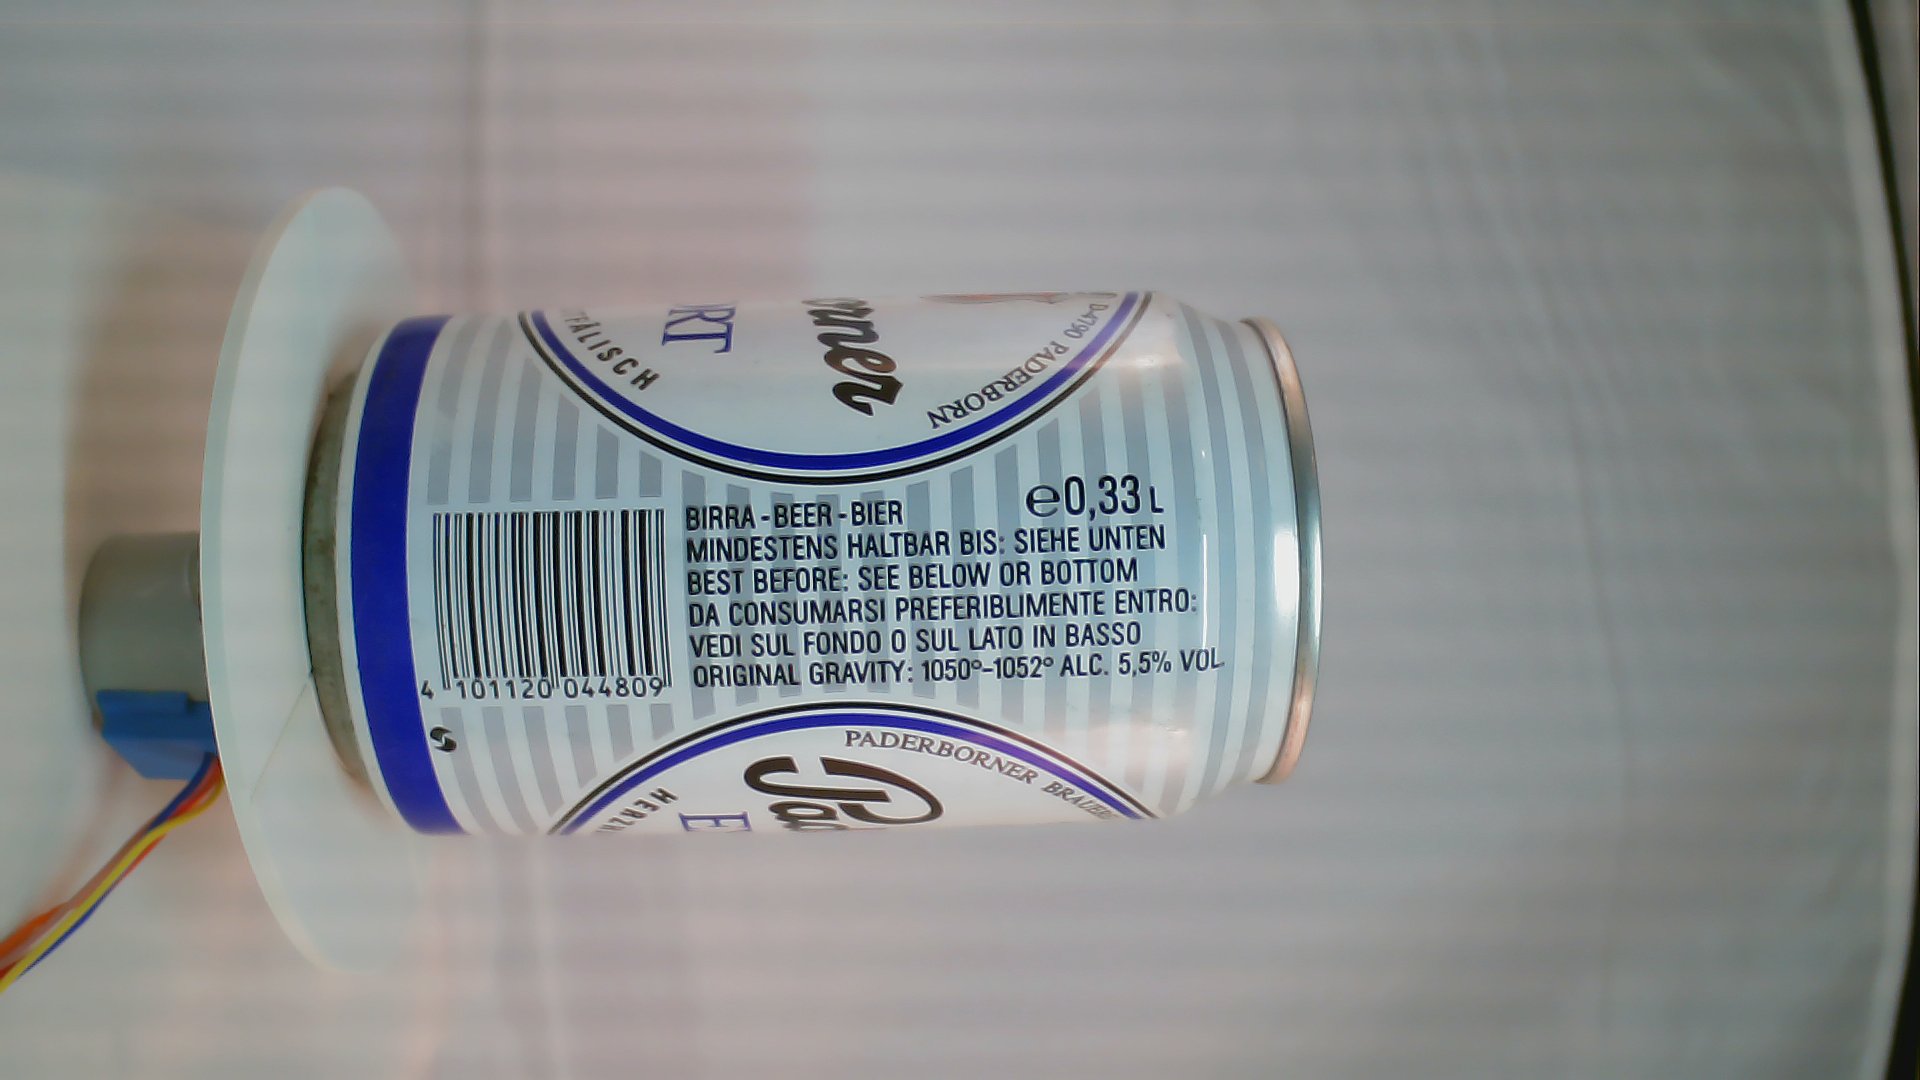 BIRRA - BEER - BIER
e0,33 L
MINDESTENS HALTBAR BIS: SIEHE UNTEN
BEST BEFORE: SEE BELOW OR BOTTOM
DA CONSUMARSI PREFERIBLIMENTE ENTRO:
VEDI SUL FONDO O SUL LATO IN BASSO
ORIGINAL GRAVITY: 1050°-1052° ALC. 5,5% VOL.
4 101120 044809
D-4790 PADERBORN
PADERBORNER